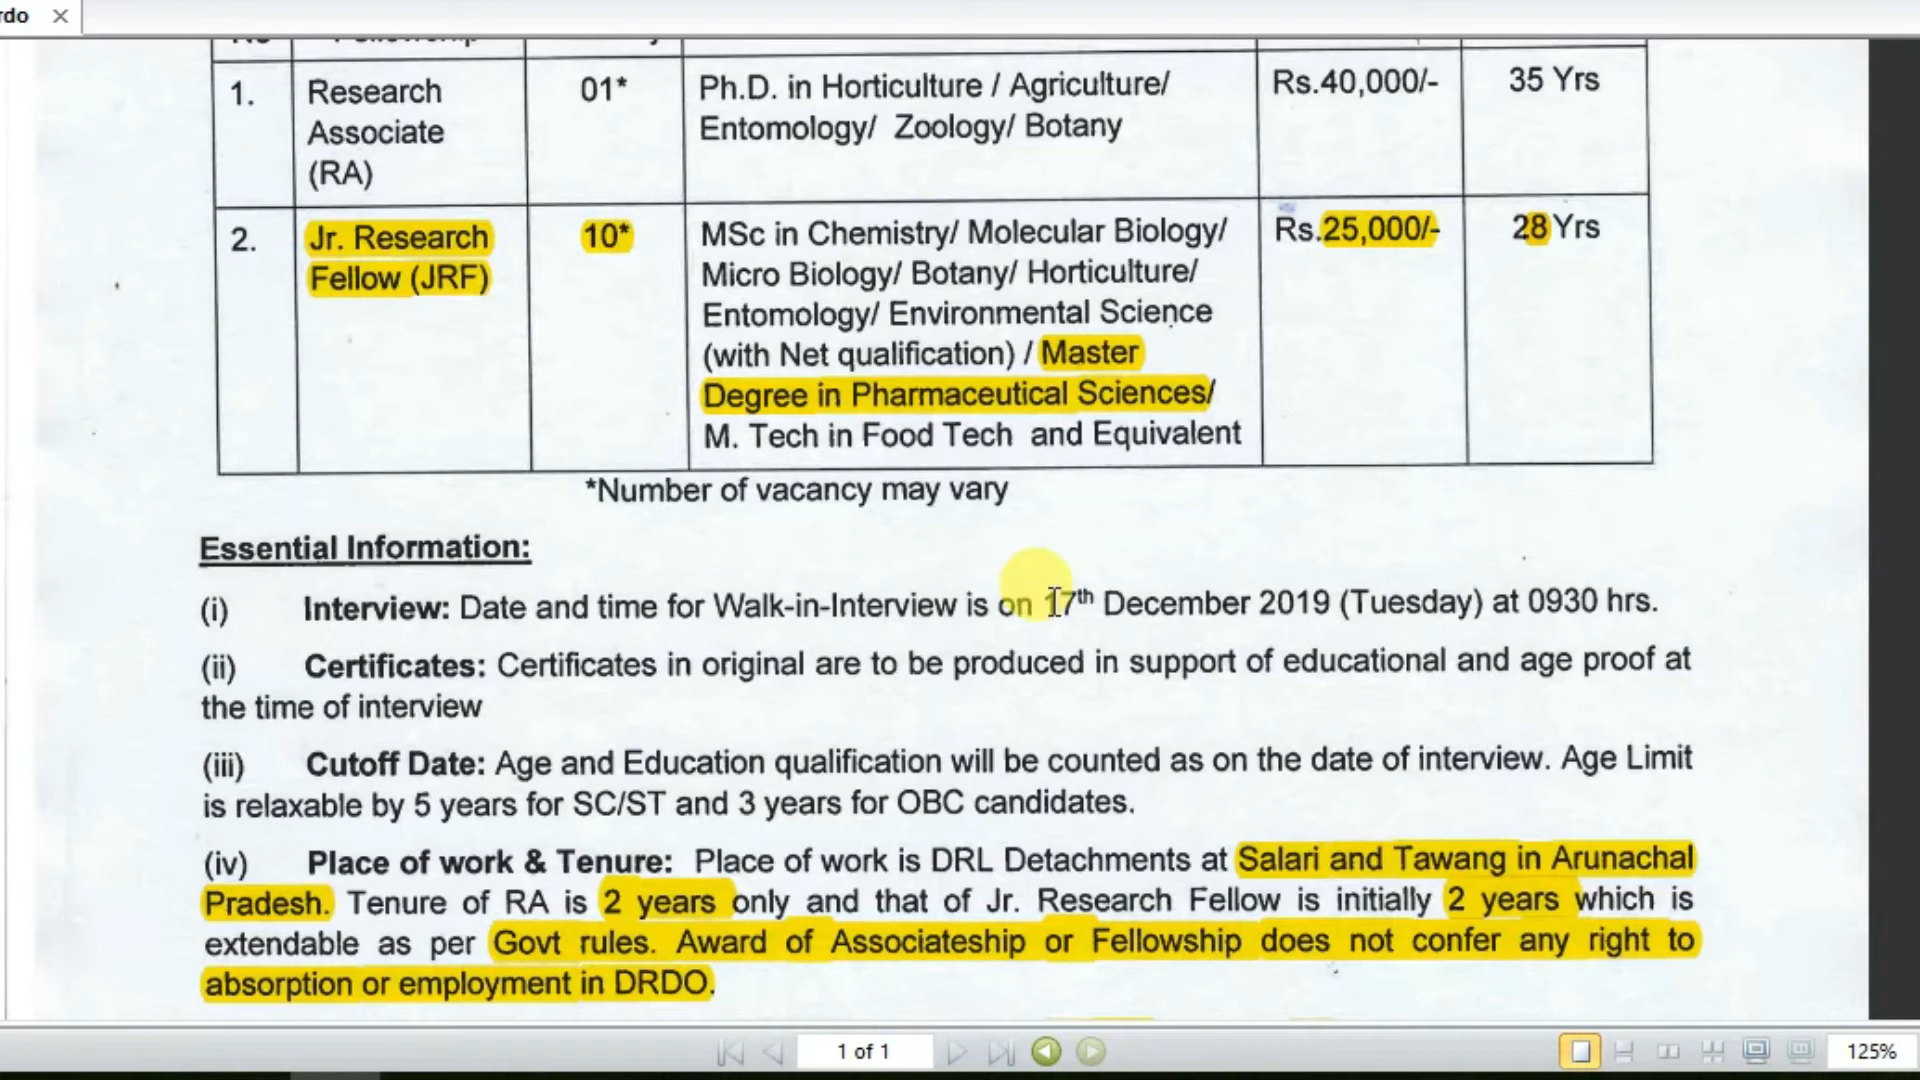 rdo
1. Research 01* Ph.D. in Horticulture / Agriculture/ Rs.40,000/- 35 Yrs
Associate Entomology/ Zoology/ Botany
(RA)
2. Jr. Research 10* MSc in Chemistry/ Molecular Biology/ Rs.25,000/- 28 Yrs
Fellow (JRF) Micro Biology/ Botany/ Horticulture/
Entomology/ Environmental Science
(with Net qualification) / Master
Degree in Pharmaceutical Sciences/
M. Tech in Food Tech and Equivalent
*Number of vacancy may vary
Essential Information:
(i) Interview: Date and time for Walk-in-Interview is on 17th December 2019 (Tuesday) at 0930 hrs.
(ii) Certificates: Certificates in original are to be produced in support of educational and age proof at
the time of interview
(iii) Cutoff Date: Age and Education qualification will be counted as on the date of interview. Age Limit
is relaxable by 5 years for SC/ST and 3 years for OBC candidates.
(iv) Place of work & Tenure: Place of work is DRL Detachments at Salari and Tawang in Arunachal
Pradesh. Tenure of RA is 2 years only and that of Jr. Research Fellow is initially 2 years which is
extendable as per Govt rules. Award of Associateship or Fellowship does not confer any right to
absorption or employment in DRDO.
1 of 1
125%